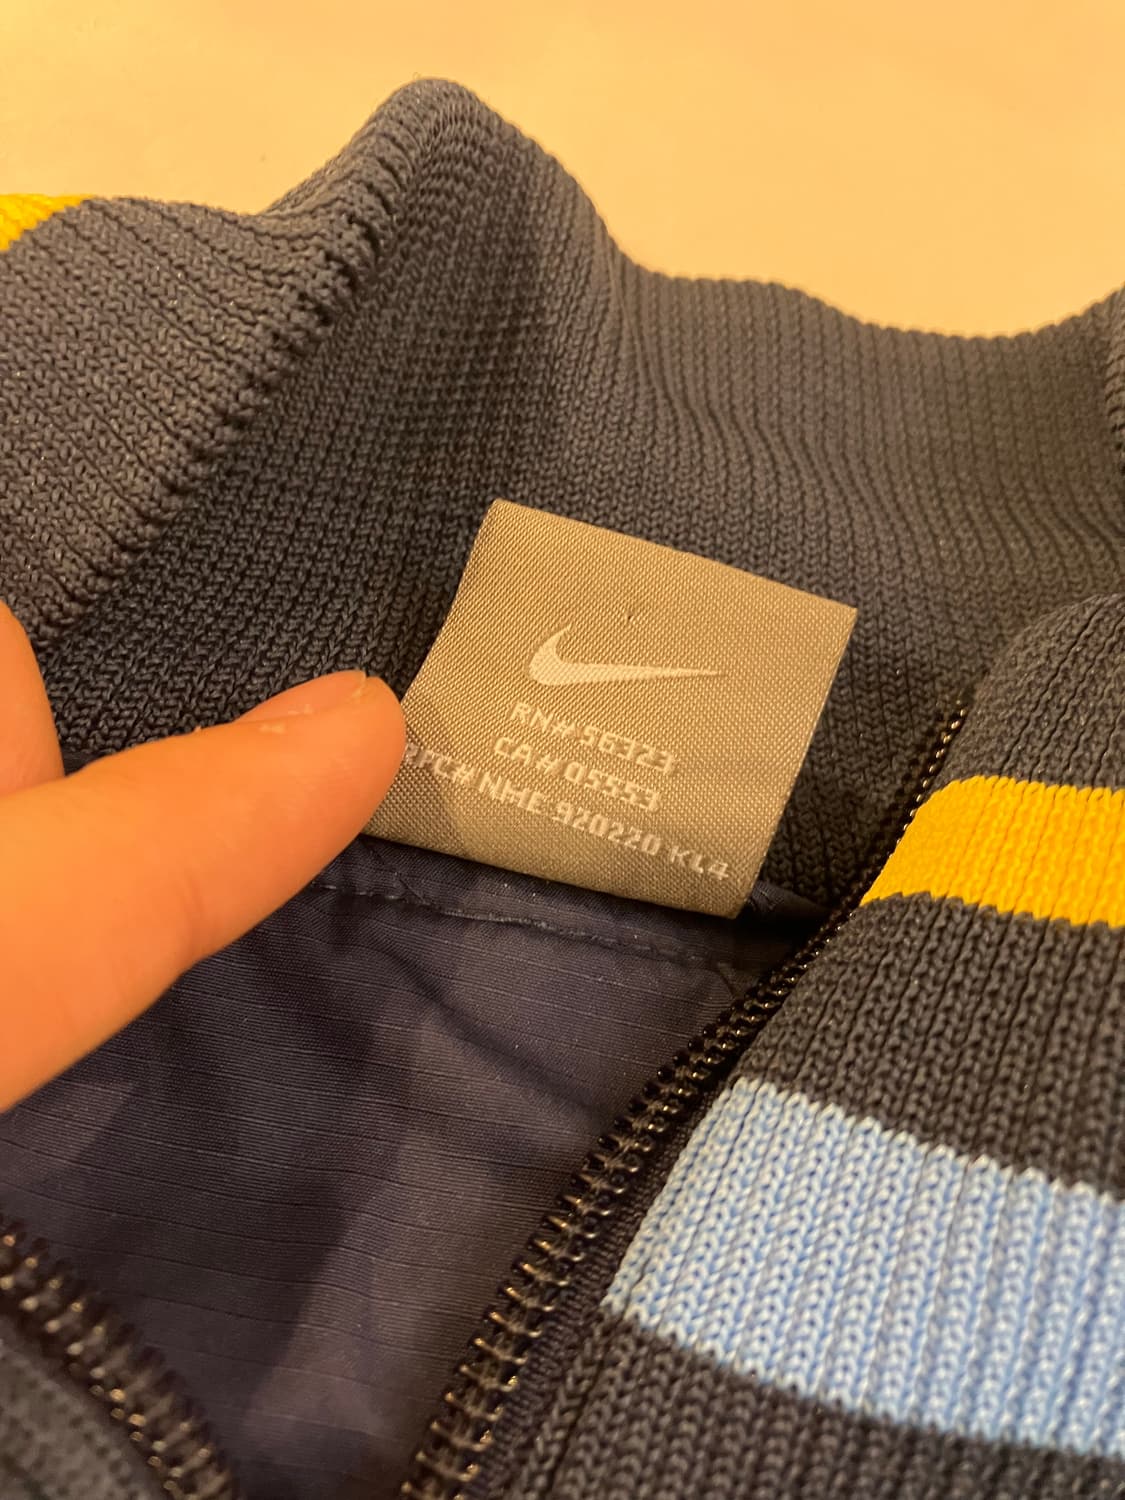 RN# 56323
CA # 05553
RPC# NME 920220 KL4